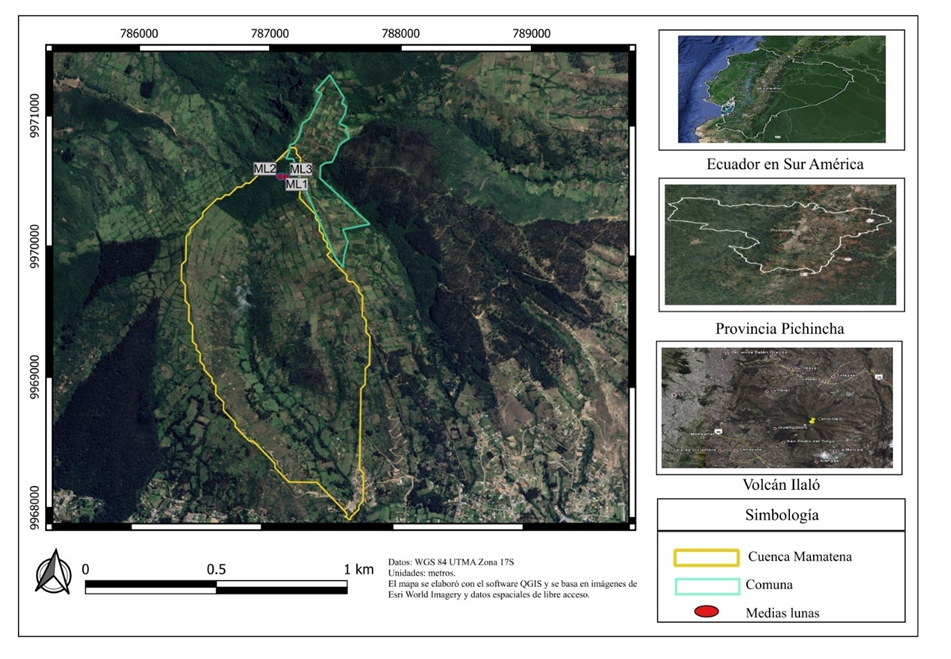 786000 787000 788000 789000
9971000
9970000
9969000
9968000
ML2 ML3
ML1
Ecuador en Sur América
Provincia Pichincha
Volcán Ilaló
Simbología
Cuenca Mamatena
Comuna
Medias lunas
0 0.5 1 km
Datos: WGS 84 UTMA Zona 17S
Unidades: metros.
El mapa se elaboró con el software QGIS y se basa en imágenes de
Esri World Imagery y datos espaciales de libre acceso.